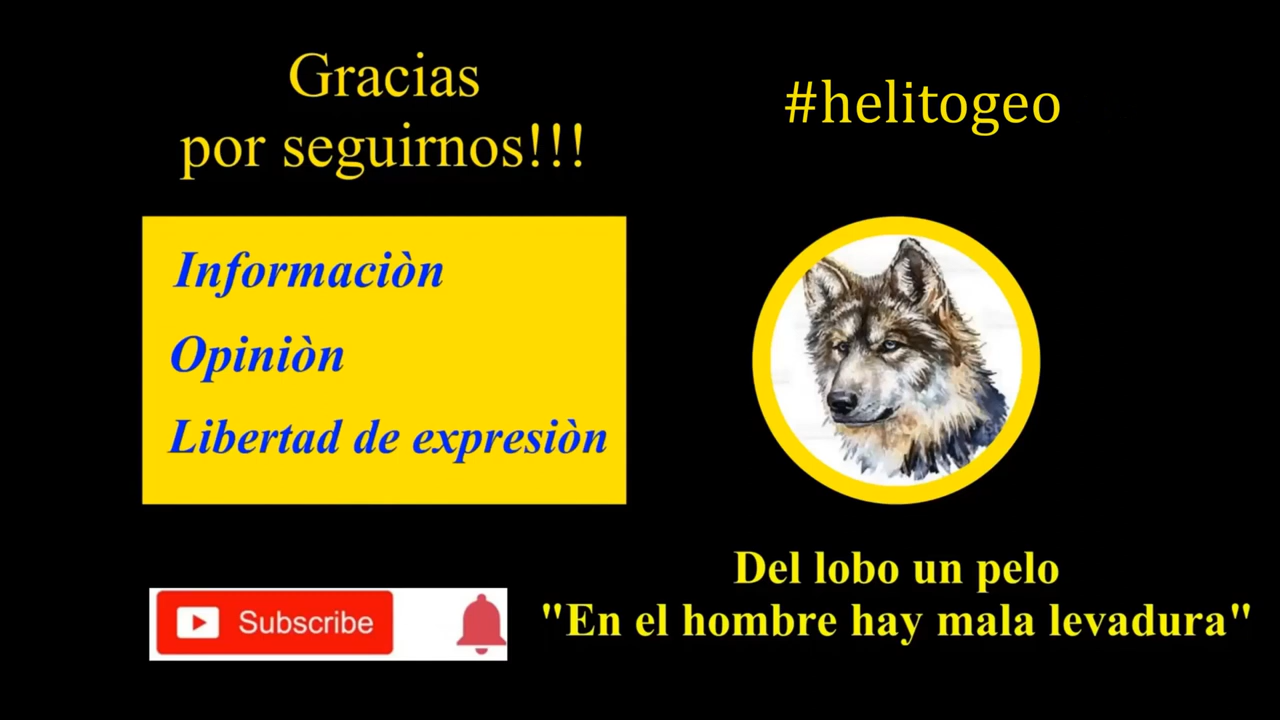 Gracias
por seguirnos!!!
#helitogeo
Informaciòn
Opiniòn
Libertad de expresiòn
Subscribe
Del lobo un pelo
"En el hombre hay mala levadura"